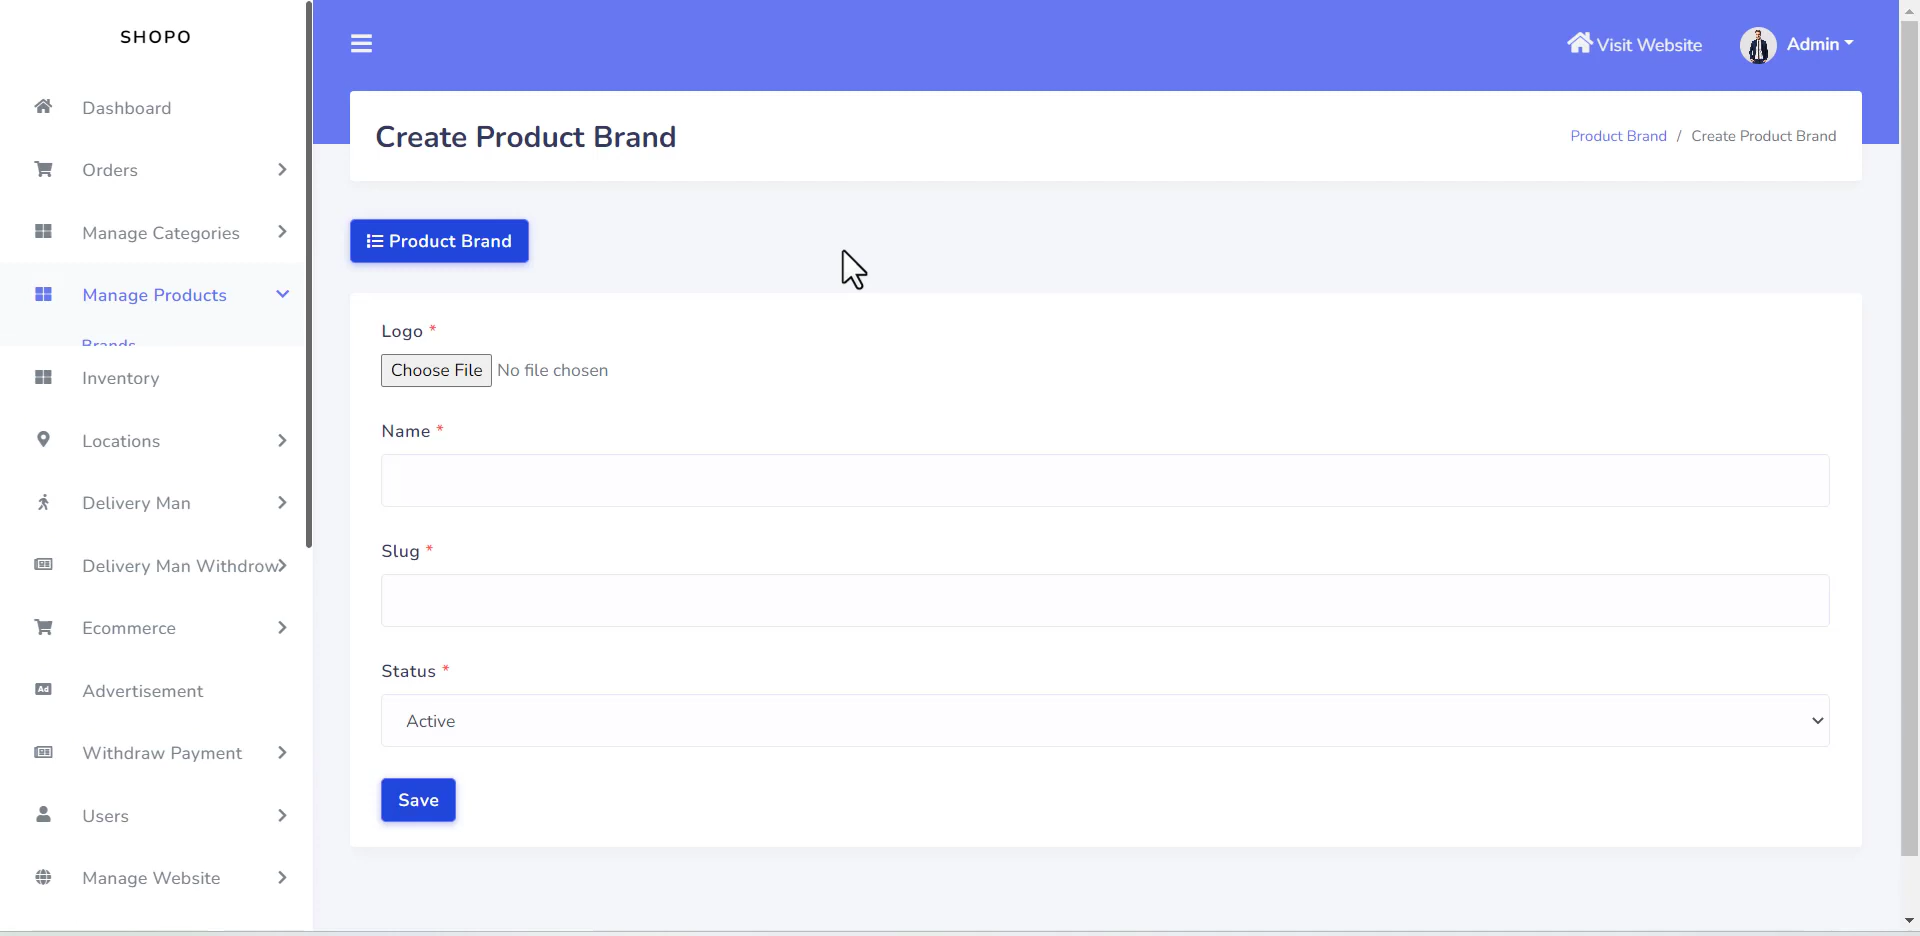 SHOPO
Visit Website
Admin
Dashboard
Create Product Brand
Product Brand / Create Product Brand
Orders
Manage Categories
Product Brand
Manage Products
Brands
Logo *
Choose File No file chosen
Inventory
Name *
Locations
Delivery Man
Slug *
Delivery Man Withdrow
Ecommerce
Status *
Ad Advertisement
Active
Withdraw Payment
Save
Users
Manage Website